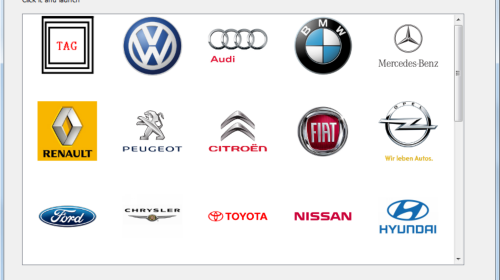 Click it and launch
TAG
Audi
BMW
Mercedes-Benz
RENAULT
PEUGEOT
CITROËN
FIAT
OPEL
Wir leben Autos.
Ford
CHRYSLER
TOYOTA
NISSAN
HYUNDAI